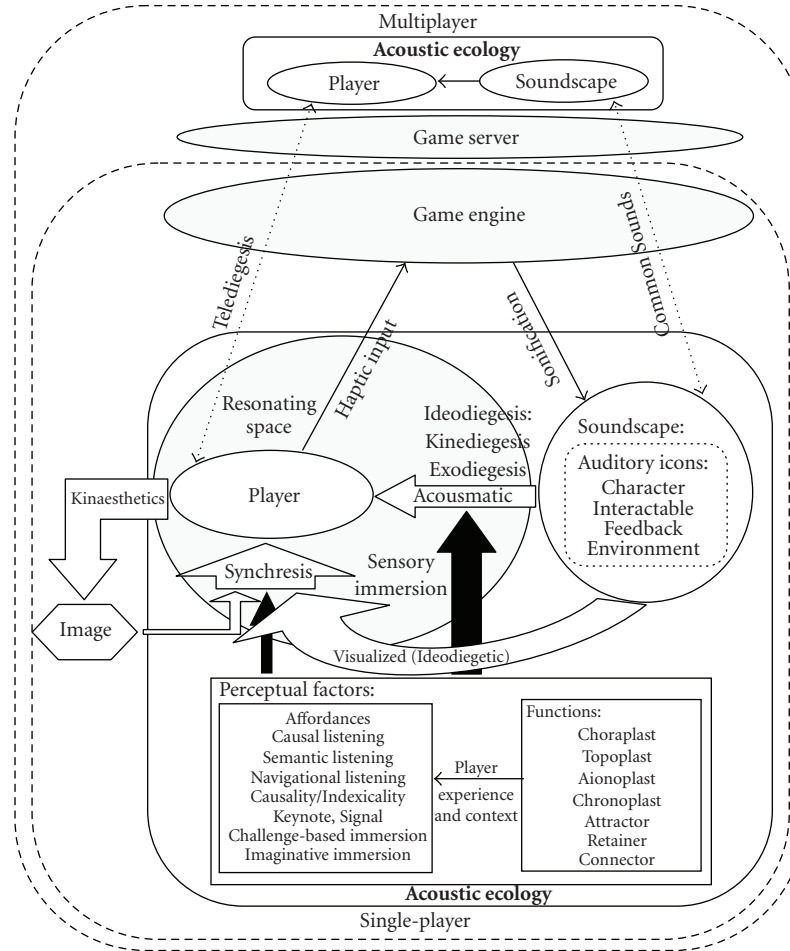 Multiplayer
Acoustic ecology
Player
Soundscape
Game server
Game engine
Telediegesis
Haptic input
Sonification
Common Sounds
Resonating
space
Ideodiegesis:
Kinediegesis
Exodiegesis
Acousmatic
Soundscape:
Auditory icons:
Character
Interactable
Feedback
Environment
Kinaesthetics
Player
Synchresis
Sensory
immersion
Image
Visualized (Ideodiegetic)
Perceptual factors:
Affordances
Causal listening
Semantic listening
Navigational listening
Causality/Indexicality
Keynote, Signal
Challenge-based immersion
Imaginative immersion
Player
experience
and context
Functions:
Choraplast
Topoplast
Aionoplast
Chronoplast
Attractor
Retainer
Connector
Acoustic ecology
Single-player